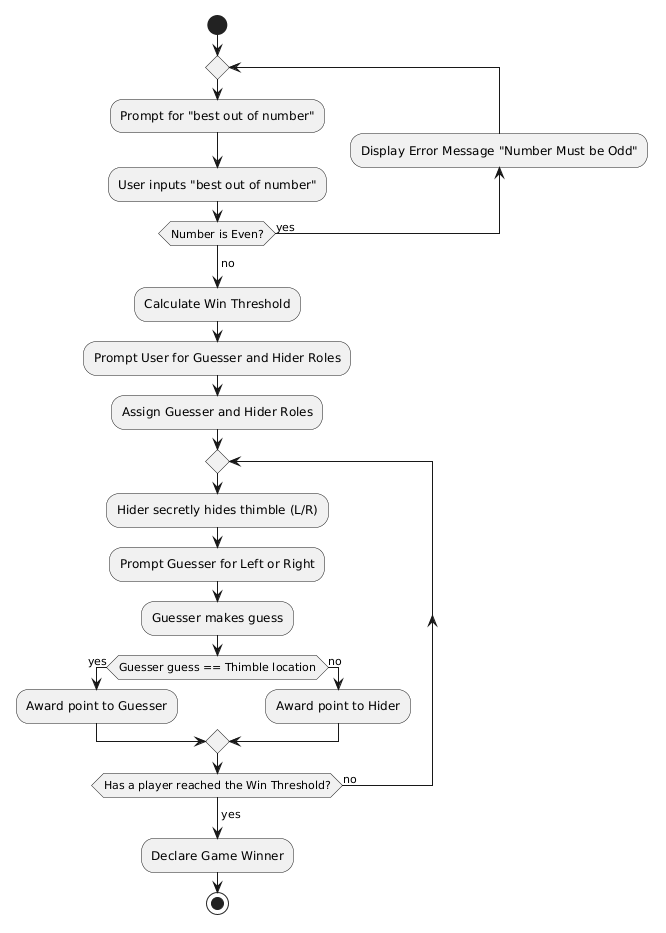 Prompt for "best out of number"
Display Error Message "Number Must be Odd"
User inputs "best out of number"
Number is Even?
yes
no
Calculate Win Threshold
Prompt User for Guesser and Hider Roles
Assign Guesser and Hider Roles
Hider secretly hides thimble (L/R)
Prompt Guesser for Left or Right
Guesser makes guess
yes
Guesser guess == Thimble location
no
Award point to Guesser
Award point to Hider
Has a player reached the Win Threshold?
no
yes
Declare Game Winner